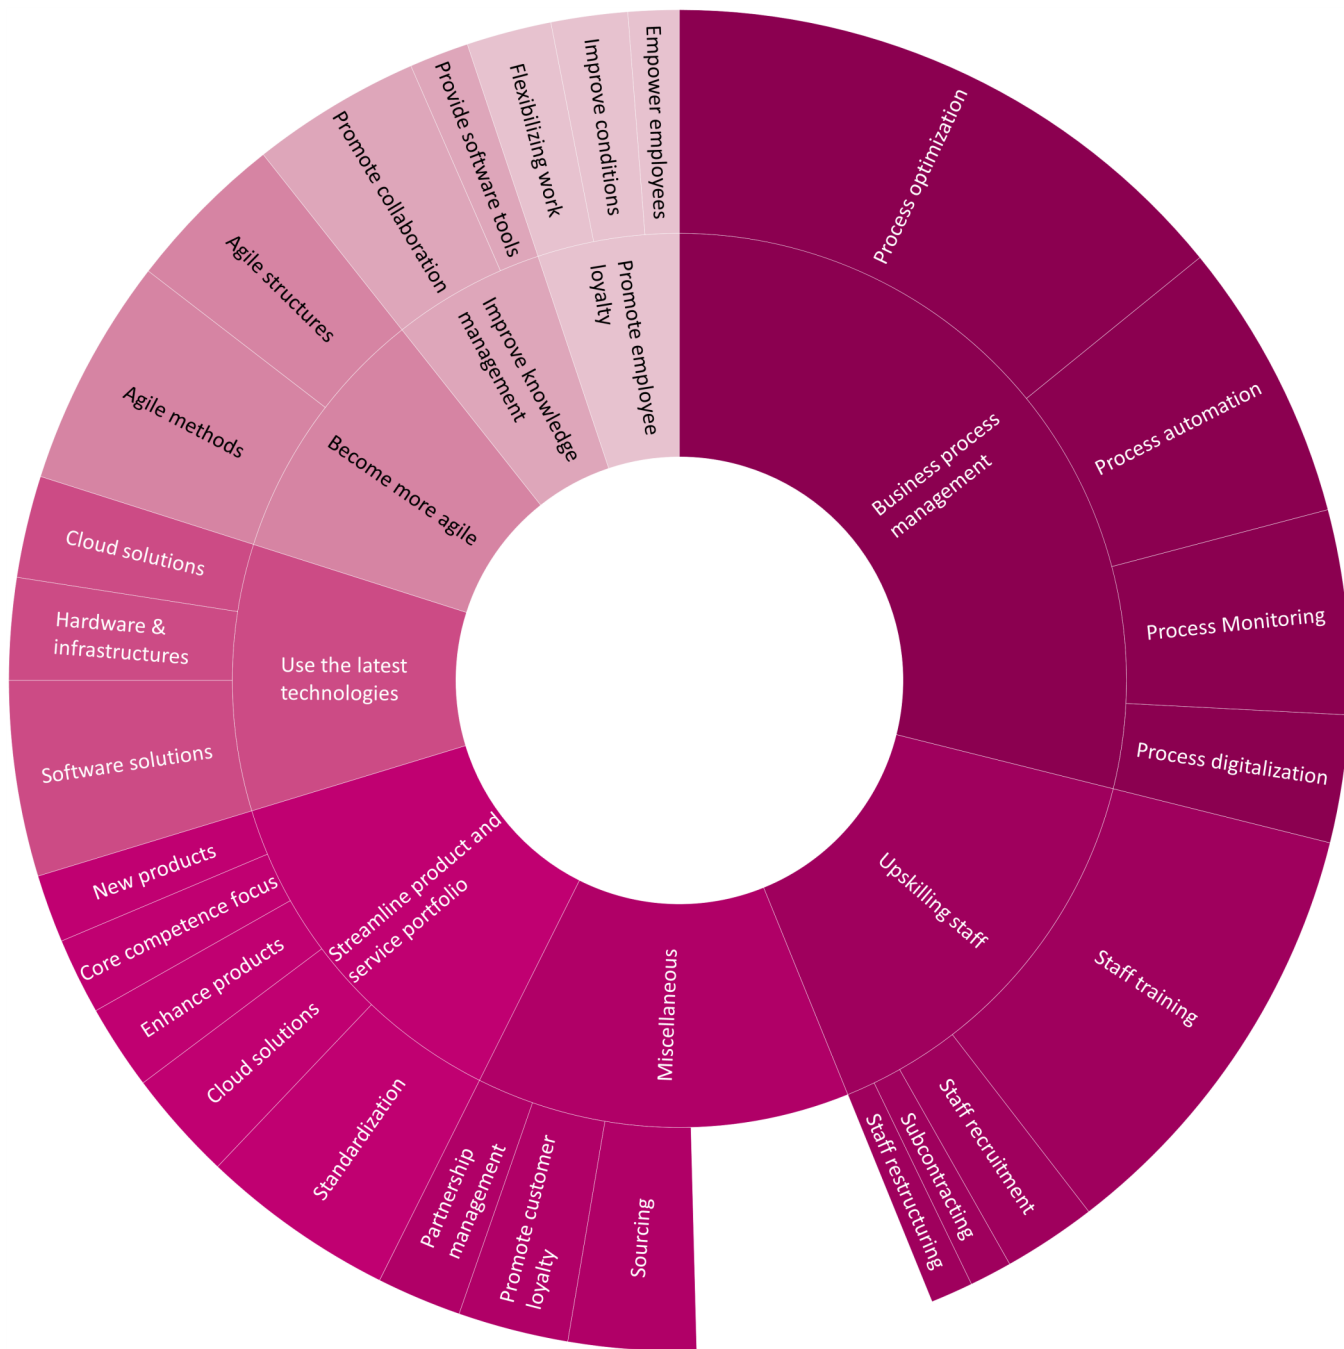 Process optimization
Process automation
Process Monitoring
Process digitalization
Business process
management
Staff training
Staff recruitment
Subcontracting
Staff restructuring
Upskilling staff
Sourcing
Promote customer
loyalty
Partnership
management
Miscellaneous
Standardization
Cloud solutions
Enhance products
Core competence focus
New products
Streamline product and
service portfolio
Software solutions
Hardware &
infrastructures
Cloud solutions
Use the latest
technologies
Agile methods
Agile structures
Become more agile
Promote collaboration
Provide software tools
Improve knowledge
management
Flexibilizing work
Improve conditions
Empower employees
Promote employee
loyalty